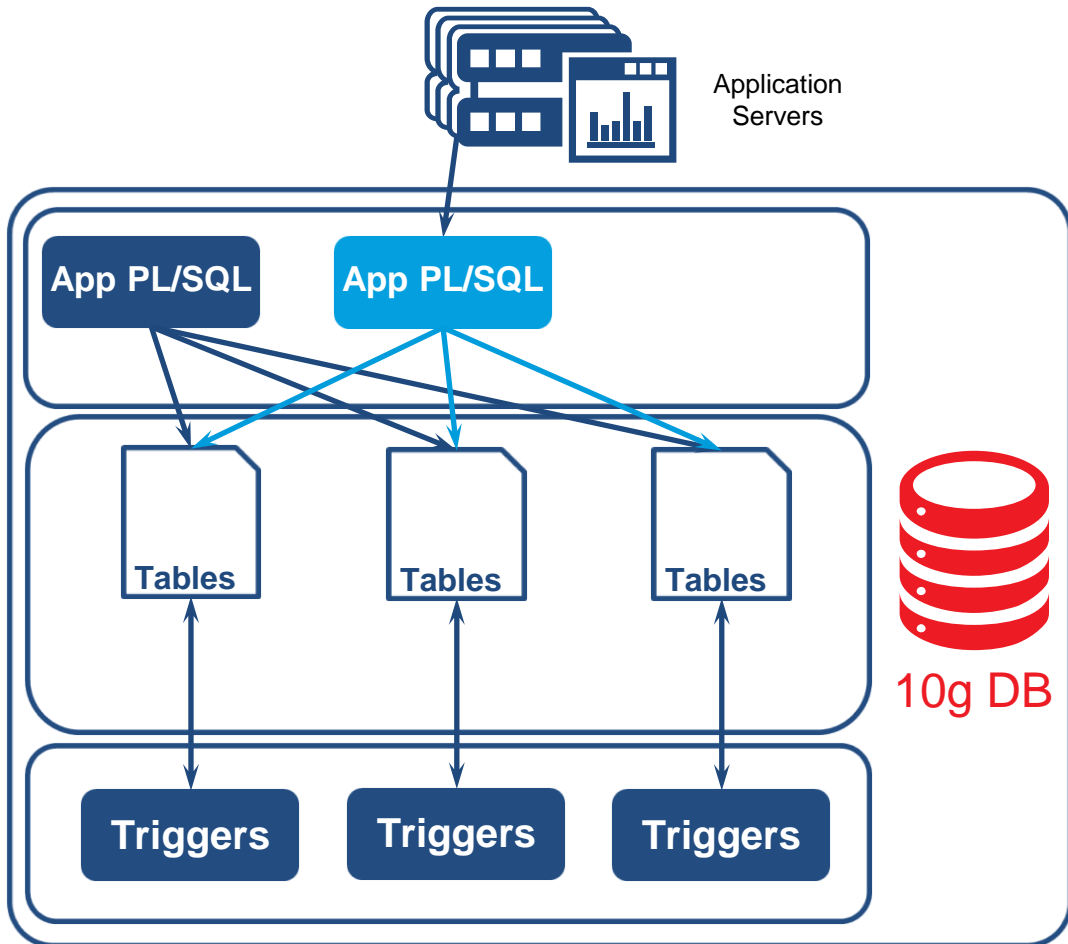 Application
Servers
App PL/SQL
App PL/SQL
Tables
Tables
Tables
10g DB
Triggers
Triggers
Triggers